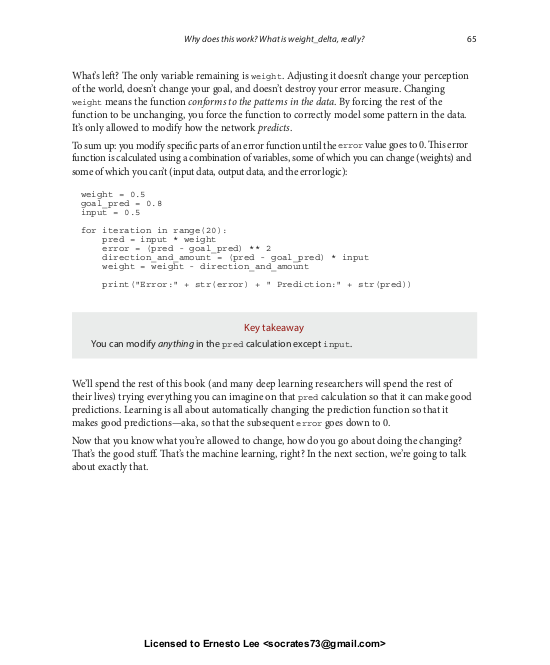 Why does this work? What is weight_delta, really?    65
What's left? The only variable remaining is weight. Adjusting it doesn't change your perception
of the world, doesn't change your goal, and doesn't destroy your error measure. Changing
weight means the function conforms to the patterns in the data. By forcing the rest of the
function to be unchanging, you force the function to correctly model some pattern in the data.
It's only allowed to modify how the network predicts.
To sum up: you modify specific parts of an error function until the error value goes to 0. This error
function is calculated using a combination of variables, some of which you can change (weights) and
some of which you can't (input data, output data, and the error logic):
weight = 0.5
goal_pred = 0.8
input = 0.5
for iteration in range(20):
    pred = input * weight
    error = (pred - goal_pred) ** 2
    direction_and_amount = (pred - goal_pred) * input
    weight = weight - direction_and_amount
    print("Error:" + str(error) + " Prediction:" + str(pred))
Key takeaway
You can modify anything in the pred calculation except input.
We'll spend the rest of this book (and many deep learning researchers will spend the rest of
their lives) trying everything you can imagine on that pred calculation so that it can make good
predictions. Learning is all about automatically changing the prediction function so that it
makes good predictions—aka, so that the subsequent error goes down to 0.
Now that you know what you're allowed to change, how do you go about doing the changing?
That's the good stuff. That's the machine learning, right? In the next section, we're going to talk
about exactly that.
Licensed to Ernesto Lee <socrates73@gmail.com>